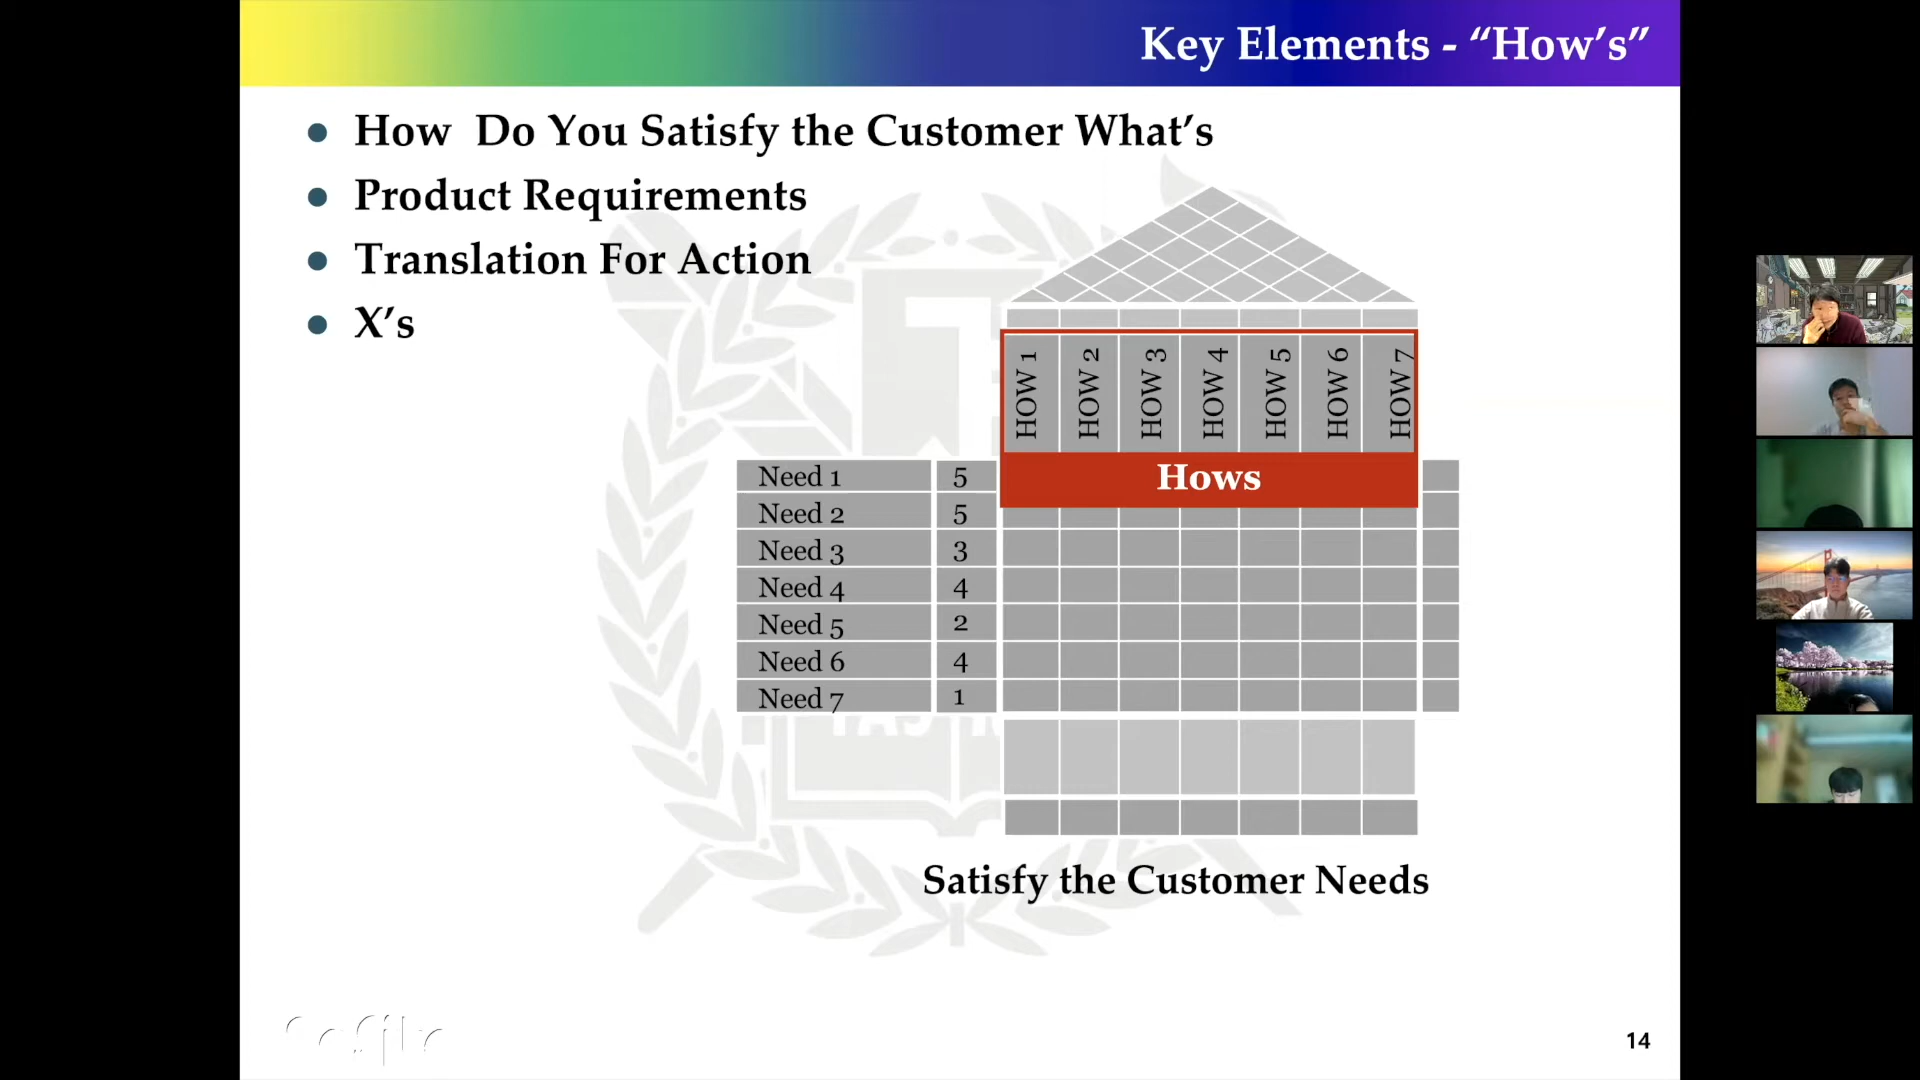 Key Elements - “How’s”
How Do You Satisfy the Customer What’s
Product Requirements
Translation For Action
X’s
HOW 1
HOW 2
HOW 3
HOW 4
HOW 5
HOW 6
HOW 7
Hows
Need 1 5
Need 2 5
Need 3 3
Need 4 4
Need 5 2
Need 6 4
Need 7 1
Satisfy the Customer Needs
14